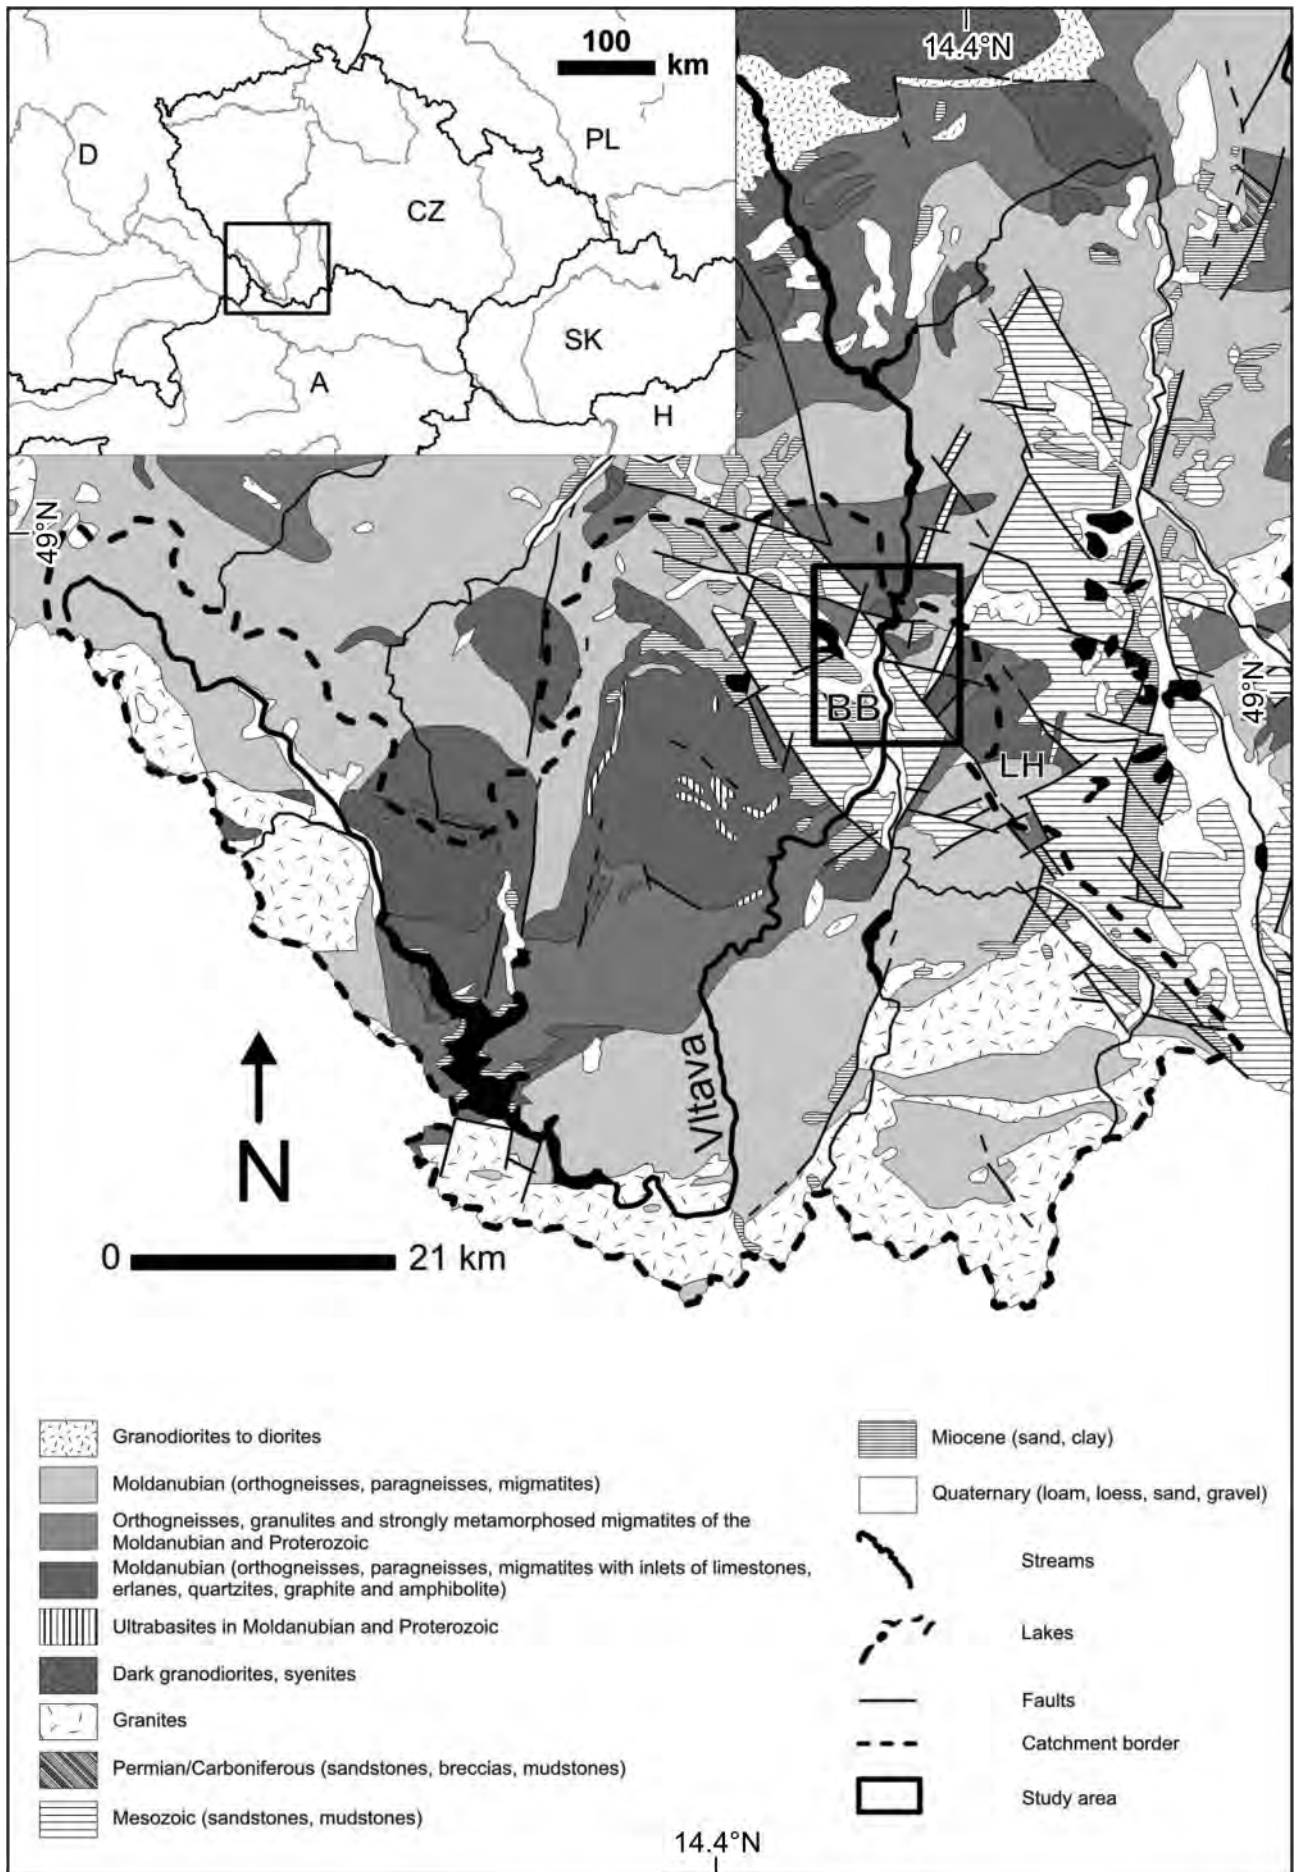 100
km
D
PL
CZ
SK
A
H
14.4°N
49°N
49°N
BB
LH
Vltava
N
0
21 km
Granodiorites to diorites
Moldanubian (orthogneisses, paragneisses, migmatites)
Orthogneisses, granulites and strongly metamorphosed migmatites of the
Moldanubian and Proterozoic
Moldanubian (orthogneisses, paragneisses, migmatites with inlets of limestones,
erlanes, quartzites, graphite and amphibolite)
Ultrabasites in Moldanubian and Proterozoic
Dark granodiorites, syenites
Granites
Permian/Carboniferous (sandstones, breccias, mudstones)
Mesozoic (sandstones, mudstones)
Miocene (sand, clay)
Quaternary (loam, loess, sand, gravel)
Streams
Lakes
Faults
Catchment border
Study area
14.4°N